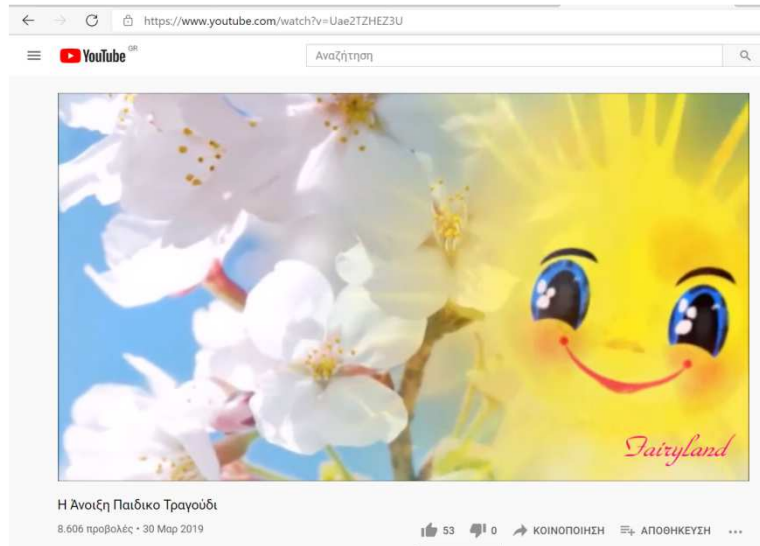 https://www.youtube.com/watch?v=Uae2TZHEZ3U
YouTube GR
Αναζήτηση
Fairyland
Η Άνοιξη Παιδικο Τραγούδι
8.606 προβολές • 30 Μαρ 2019
53 0 ΚΟΙΝΟΠΟΙΗΣΗ ΑΠΟΘΗΚΕΥΣΗ ...